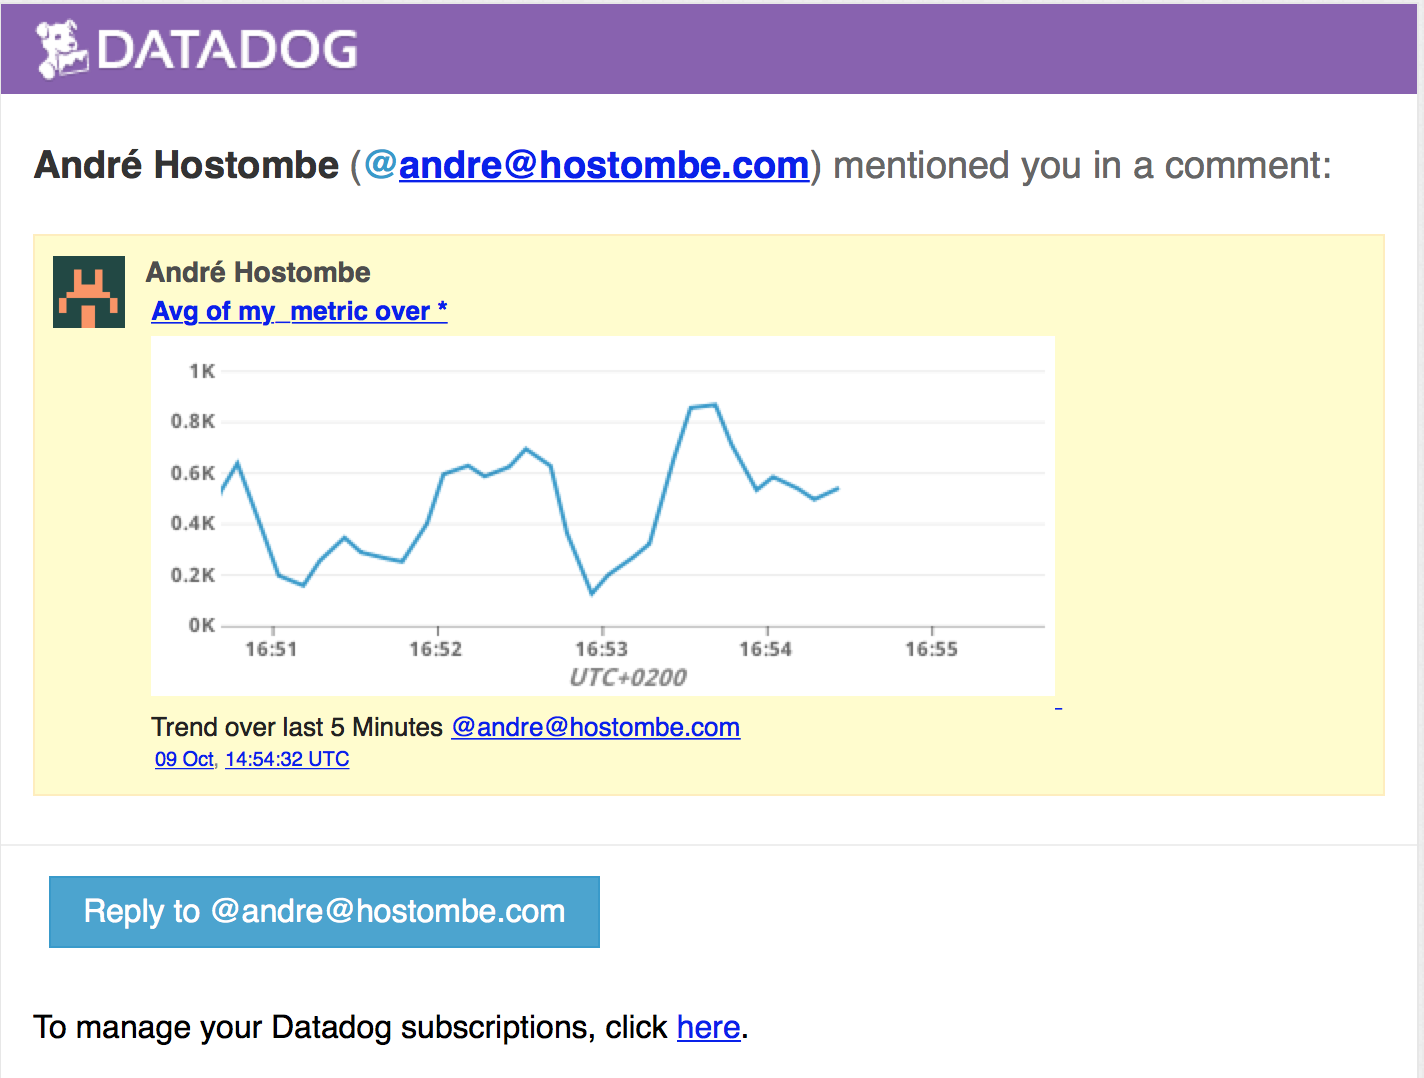 DATADOG
André Hostombe (@andre@hostombe.com) mentioned you in a comment:
André Hostombe
Avg of my_metric over *
1K
0.8K
0.6K
0.4K
0.2K
0K
16:51 16:52 16:53 16:54 16:55
UTC+0200
Trend over last 5 Minutes @andre@hostombe.com
09 Oct, 14:54:32 UTC
Reply to @andre@hostombe.com
To manage your Datadog subscriptions, click here.